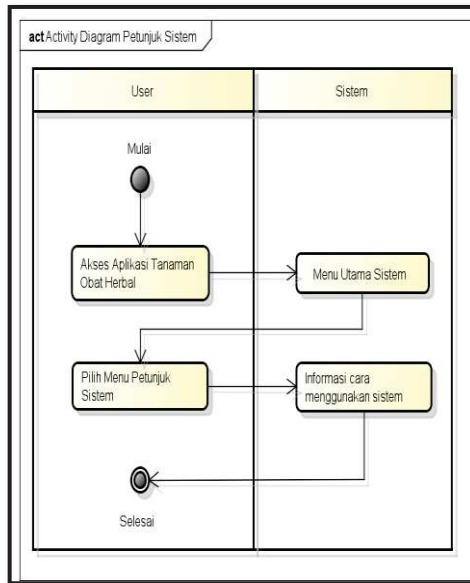 act Activity Diagram Petunjuk Sistem
User
Sistem
Mulai
Akses Aplikasi Tanaman
Obat Herbal
Menu Utama Sistem
Pilih Menu Petunjuk
Sistem
Informasi cara
menggunakan sistem
Selesai